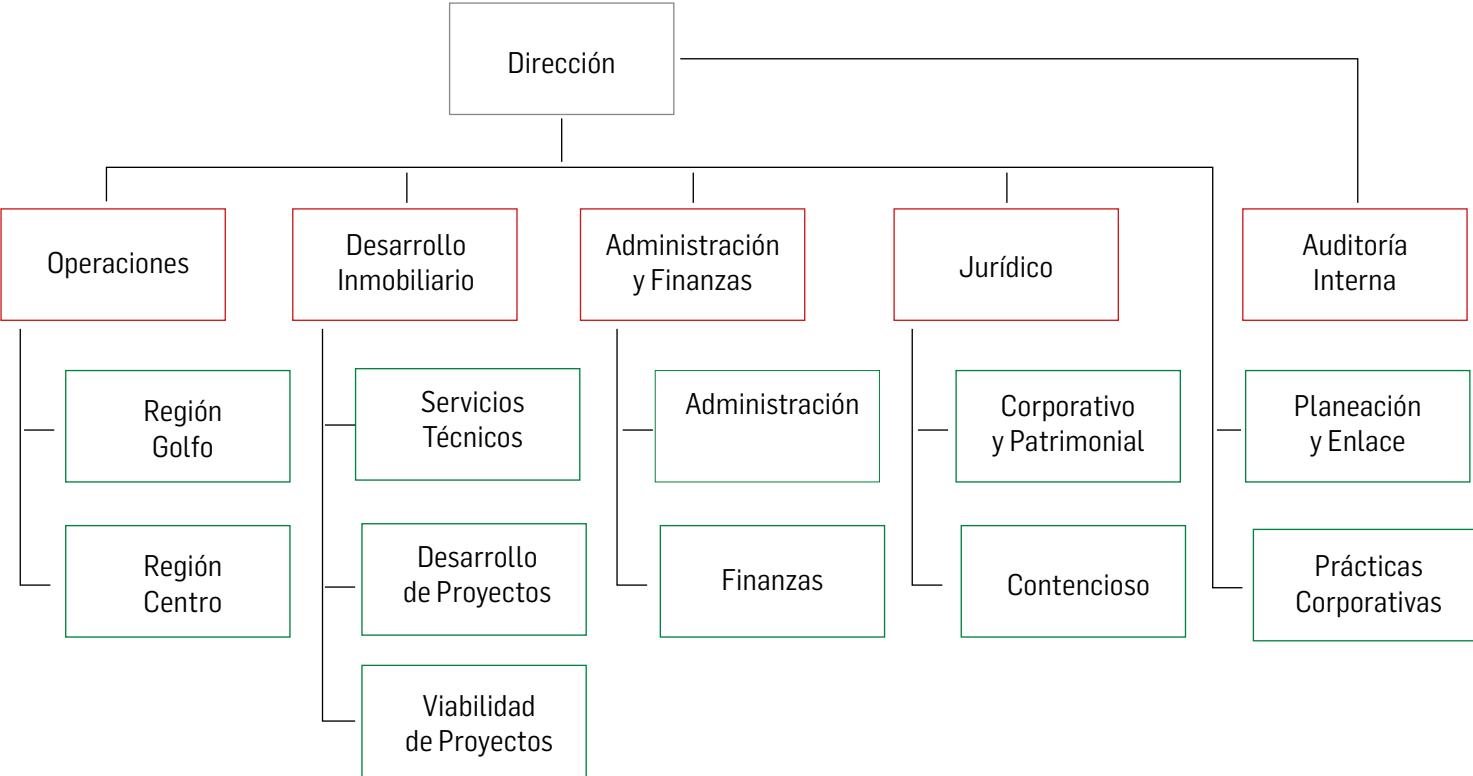 Dirección
Operaciones
Desarrollo
Inmobiliario
Administración
y Finanzas
Jurídico
Auditoría
Interna
Región
Golfo
Servicios
Técnicos
Administración
Corporativo
y Patrimonial
Planeación
y Enlace
Región
Centro
Desarrollo
de Proyectos
Finanzas
Contencioso
Prácticas
Corporativas
Viabilidad
de Proyectos